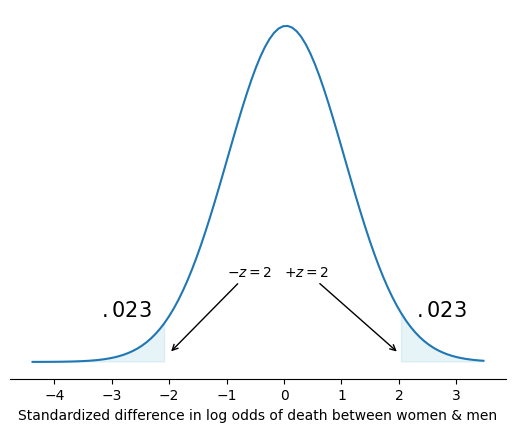 −z = 2 +z = 2
.023 .023
−4 −3 −2 −1 0 1 2 3
Standardized difference in log odds of death between women & men